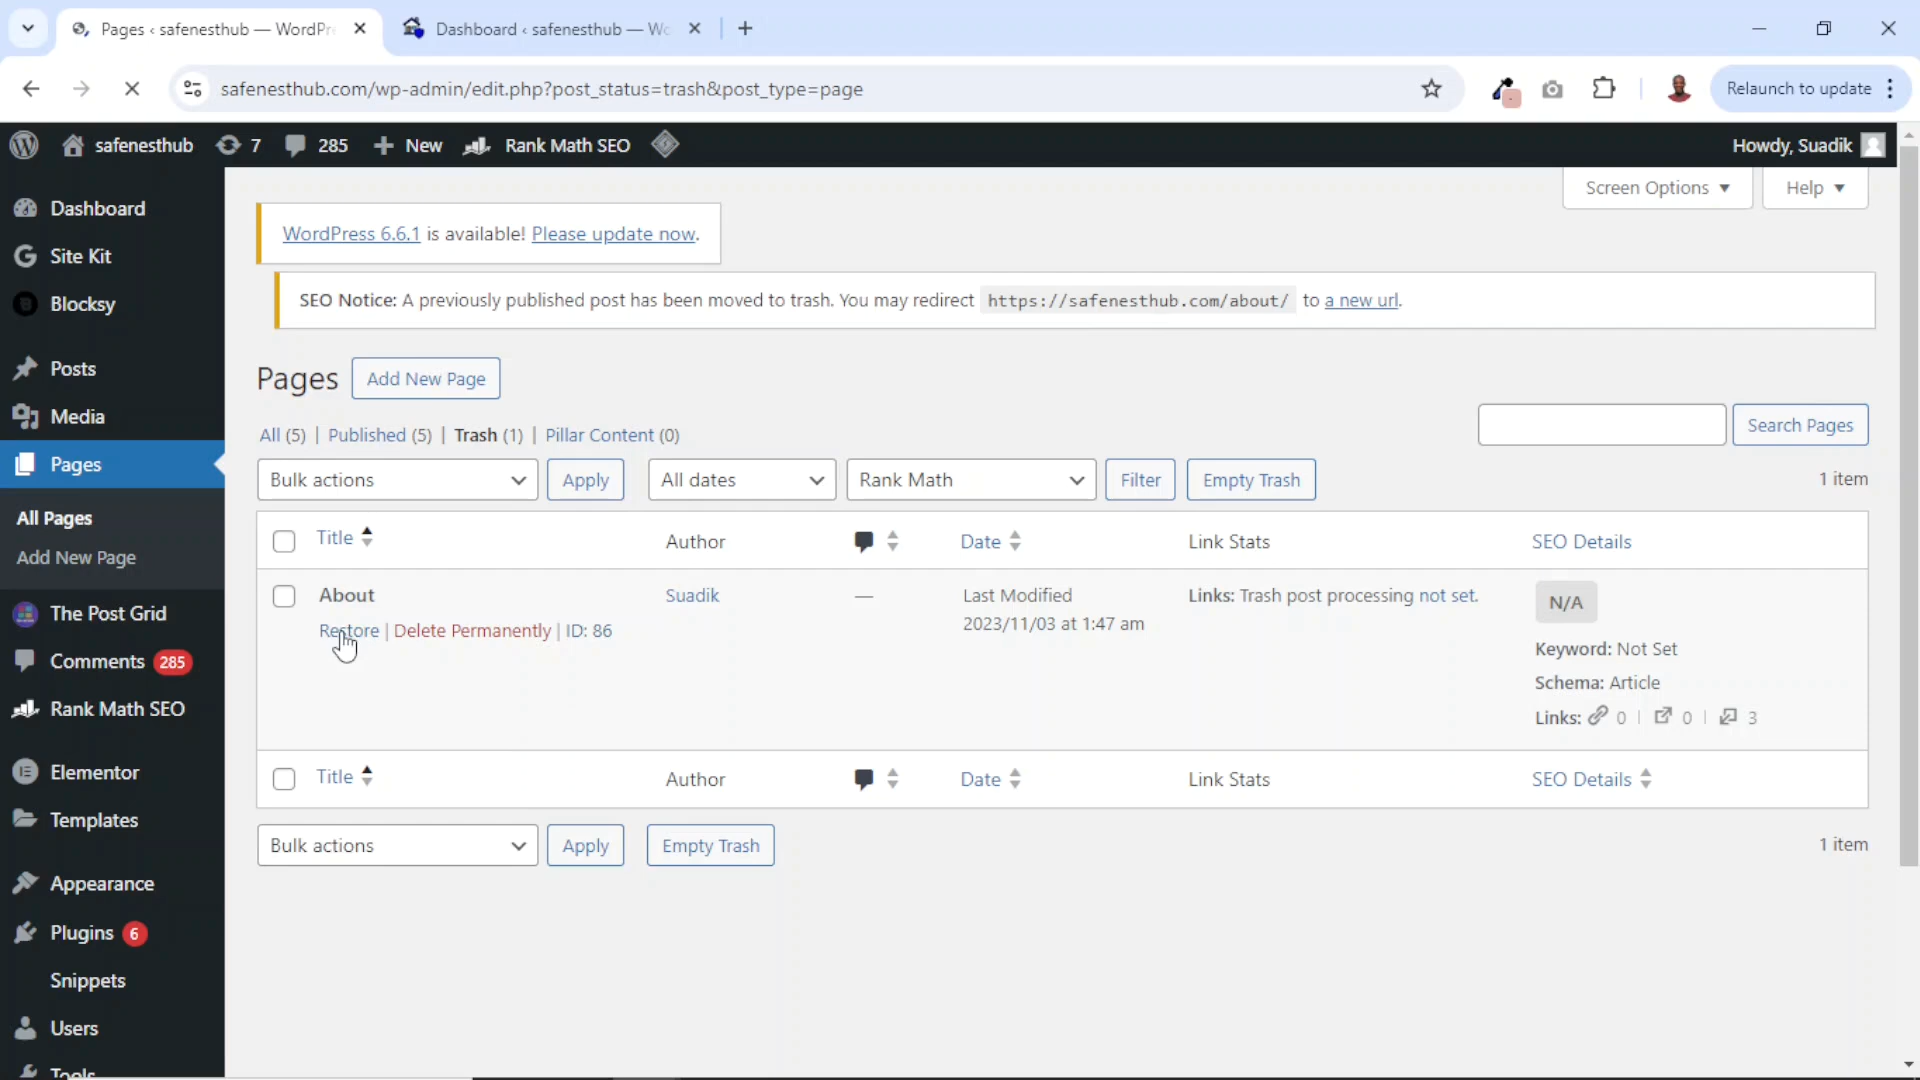 Pages ‹ safenesthub — WordPr
Dashboard ‹ safenesthub — Wo
safenesthub.com/wp-admin/edit.php?post_status=trash&post_type=page
Relaunch to update
safenesthub 7 285 New Rank Math SEO
Howdy, Suadik
Screen Options
Help
Dashboard
Site Kit
Blocksy
Posts
Media
Pages
All Pages
Add New Page
The Post Grid
Comments 285
Rank Math SEO
Elementor
Templates
Appearance
Plugins 6
Snippets
Users
Tools
WordPress 6.6.1 is available! Please update now.
SEO Notice: A previously published post has been moved to trash. You may redirect https://safenesthub.com/about/ to a new url.
Pages Add New Page
All (5) | Published (5) | Trash (1) | Pillar Content (0)
Search Pages
Bulk actions Apply All dates Rank Math Filter Empty Trash 1 item
Title Author Date Link Stats SEO Details
About Suadik — Last Modified Links: Trash post processing not set. N/A
Restore | Delete Permanently | ID: 86 2023/11/03 at 1:47 am
Keyword: Not Set
Schema: Article
Links: 0 | 0 | 3
Title Author Date Link Stats SEO Details
Bulk actions Apply Empty Trash 1 item